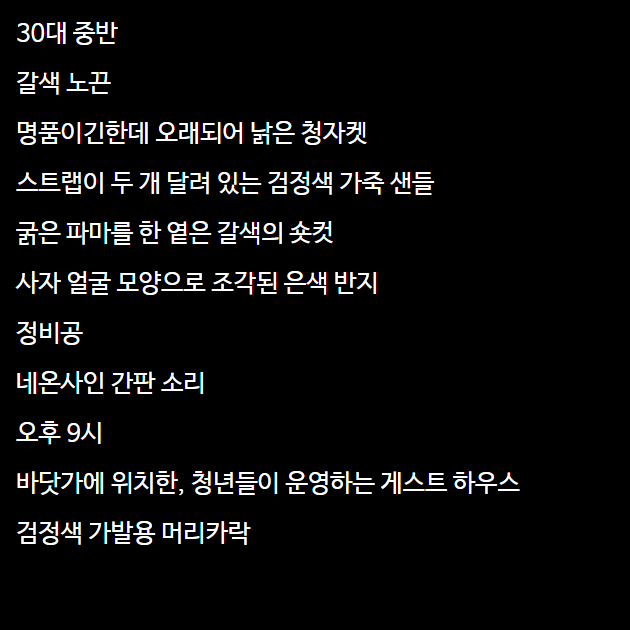 30대 중반
갈색 노끈
명품이긴한데 오래되어 낡은 청자켓
스트랩이 두 개 달려 있는 검정색 가죽 샌들
굵은 파마를 한 옅은 갈색의 숏컷
사자 얼굴 모양으로 조각된 은색 반지
정비공
네온사인 간판 소리
오후 9시
바닷가에 위치한, 청년들이 운영하는 게스트 하우스
검정색 가발용 머리카락